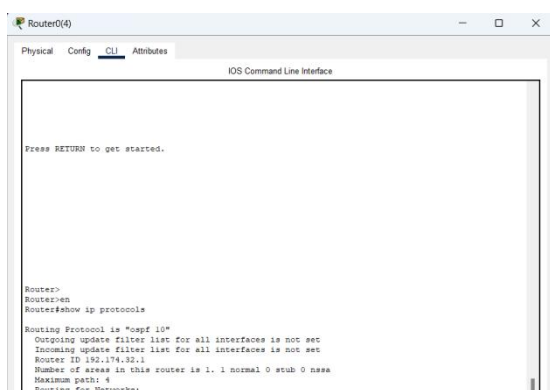 Router0(4)
Physical Config CLI Attributes
IOS Command Line Interface
Press RETURN to get started.
Router>
Router>en
Router#show ip protocols
Routing Protocol is "ospf 10"
Outgoing update filter list for all interfaces is not set
Incoming update filter list for all interfaces is not set
Router ID 192.174.32.1
Number of areas in this router is 1. 1 normal 0 stub 0 nssa
Maximum path: 4
Routing for Networks: